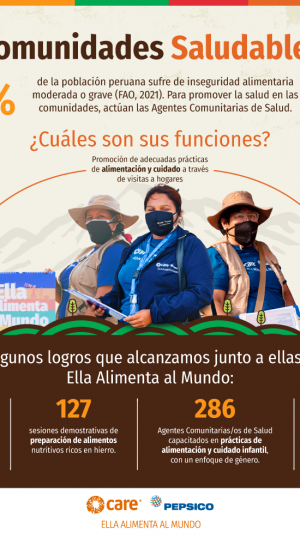 omunidades Saludable
%
de la población peruana sufre de inseguridad alimentaria
moderada o grave (FAO, 2021). Para promover la salud en las
comunidades, actúan las Agentes Comunitarias de Salud.
¿Cuáles son sus funciones?
Promoción de adecuadas prácticas
de alimentación y cuidado a través
de visitas a hogares
Ella
Alimenta
al Mundo
care
gunos logros que alcanzamos junto a ellas
Ella Alimenta al Mundo:
127
sesiones demostrativas de
preparación de alimentos
nutritivos ricos en hierro.
286
Agentes Comunitarias/os de Salud
capacitados en prácticas de
alimentación y cuidado infantil,
con un enfoque de género.
care PEPSICO
ELLA ALIMENTA AL MUNDO